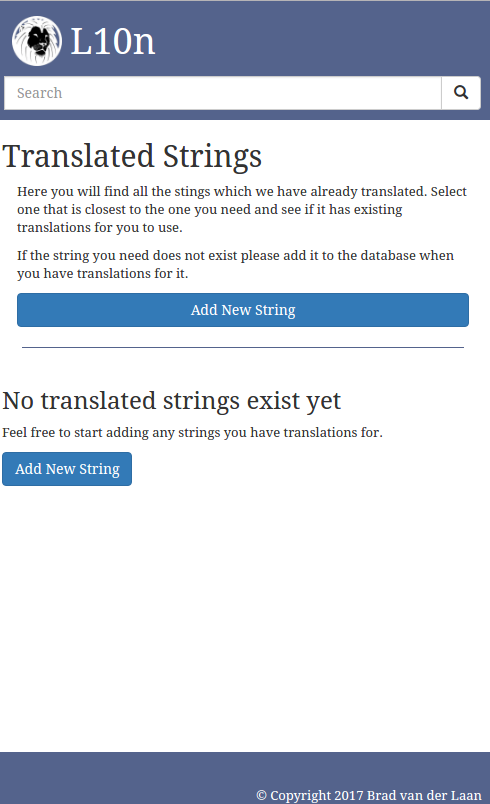 L10n
Search
Translated Strings
Here you will find all the stings which we have already translated. Select
one that is closest to the one you need and see if it has existing
translations for you to use.
If the string you need does not exist please add it to the database when
you have translations for it.
Add New String
No translated strings exist yet
Feel free to start adding any strings you have translations for.
Add New String
© Copyright 2017 Brad van der Laan